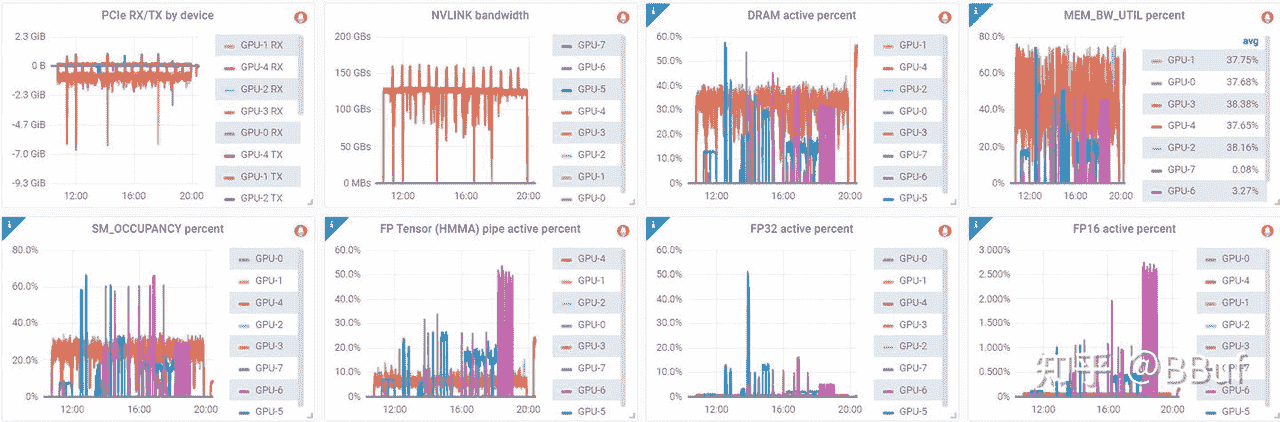 PCIe RX/TX by device
2.3 GiB
0 B
-2.3 GiB
-4.7 GiB
-7.0 GiB
-9.3 GiB
12:00 16:00 20:00
GPU-1 RX
GPU-4 RX
GPU-2 RX
GPU-3 RX
GPU-0 RX
GPU-4 TX
GPU-1 TX
GPU-2 TX
NVLINK bandwidth
200 GBs
150 GBs
100 GBs
50 GBs
0 MBs
12:00 16:00 20:00
GPU-7
GPU-6
GPU-5
GPU-4
GPU-3
GPU-2
GPU-1
GPU-0
DRAM active percent
60.0%
50.0%
40.0%
30.0%
20.0%
10.0%
0%
12:00 16:00 20:00
GPU-1
GPU-4
GPU-2
GPU-0
GPU-3
GPU-7
GPU-6
GPU-5
MEM_BW_UTIL percent
80.0%
60.0%
40.0%
20.0%
0%
12:00 16:00 20:00
avg
GPU-1 37.75%
GPU-0 37.68%
GPU-3 38.38%
GPU-4 37.65%
GPU-2 38.16%
GPU-7 0.08%
GPU-6 3.27%
SM_OCCUPANCY percent
80.0%
60.0%
40.0%
20.0%
0%
12:00 16:00 20:00
GPU-0
GPU-1
GPU-4
GPU-2
GPU-3
GPU-7
GPU-6
GPU-5
FP Tensor (HMMA) pipe active percent
60.0%
50.0%
40.0%
30.0%
20.0%
10.0%
0%
12:00 16:00 20:00
GPU-4
GPU-1
GPU-2
GPU-0
GPU-3
GPU-7
GPU-6
GPU-5
FP32 active percent
60.0%
50.0%
40.0%
30.0%
20.0%
10.0%
0%
12:00 16:00 20:00
GPU-0
GPU-1
GPU-4
GPU-3
GPU-2
GPU-7
GPU-6
GPU-5
FP16 active percent
3.000%
2.500%
2.000%
1.500%
1.000%
0.500%
0.000%
12:00 16:00 20:00
GPU-0
GPU-4
GPU-1
GPU-2
GPU-3
GPU-7
GPU-6
GPU-5
知乎 @BBuf